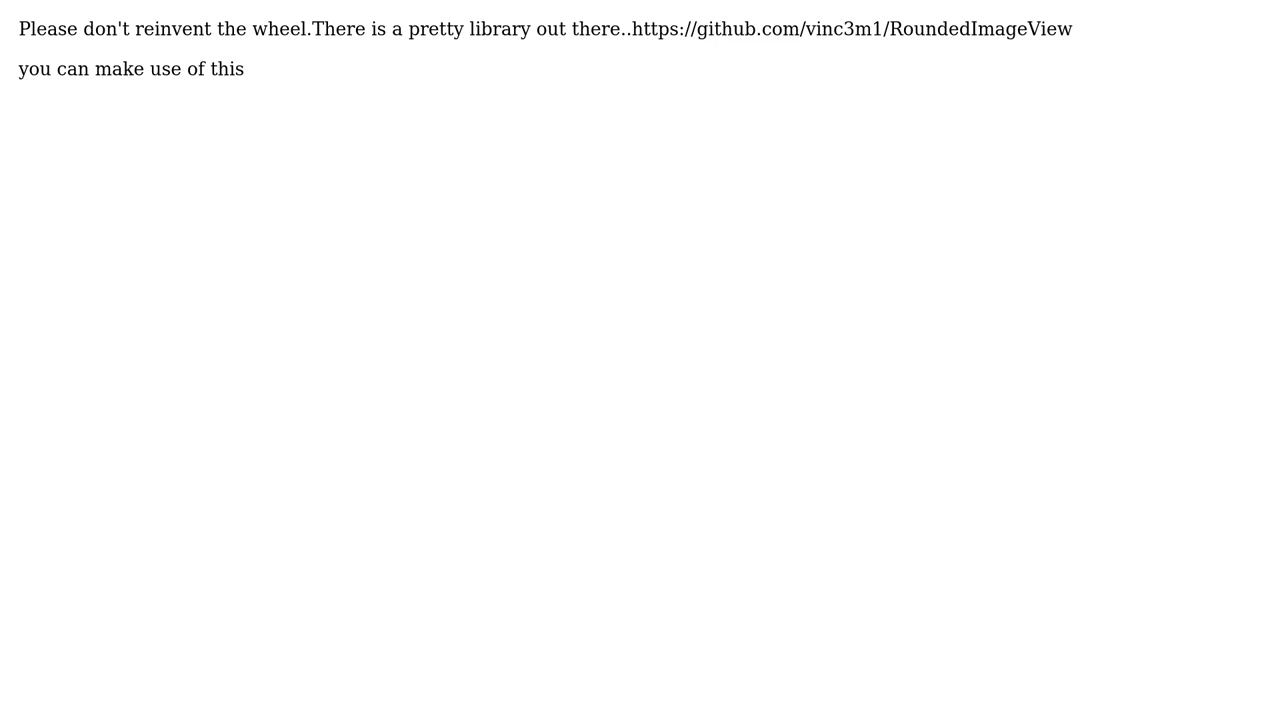 Please don't reinvent the wheel.There is a pretty library out there..https://github.com/vinc3m1/RoundedImageView
you can make use of this